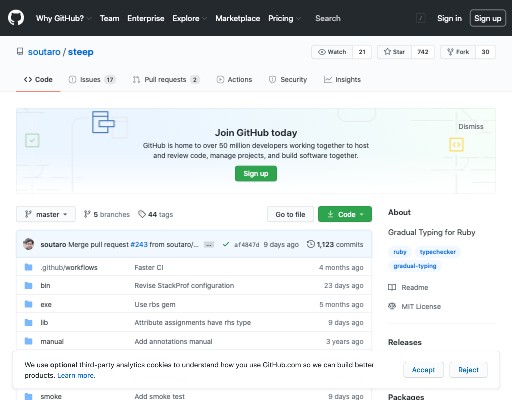 Why GitHub? Team Enterprise Explore Marketplace Pricing Search / Sign in Sign up
soutaro / steep Watch 21 Star 742 Fork 30
Code Issues 17 Pull requests 2 Actions Security Insights
Dismiss
Join GitHub today
GitHub is home to over 50 million developers working together to host
and review code, manage projects, and build software together.
Sign up
master 5 branches 44 tags Go to file Code
soutaro Merge pull request #243 from soutaro/... ... af4847d 9 days ago 1,123 commits
.github/workflows Faster CI 4 months ago
bin Revise StackProf configuration 23 days ago
exe Use rbs gem 5 months ago
lib Attribute assignments have rhs type 9 days ago
manual Add annotations manual 3 years ago
smoke Add smoke test 9 days ago
About
Gradual Typing for Ruby
ruby typechecker
gradual-typing
Readme
MIT License
Releases
We use optional third-party analytics cookies to understand how you use GitHub.com so we can build better
products. Learn more.
Accept Reject
Packages